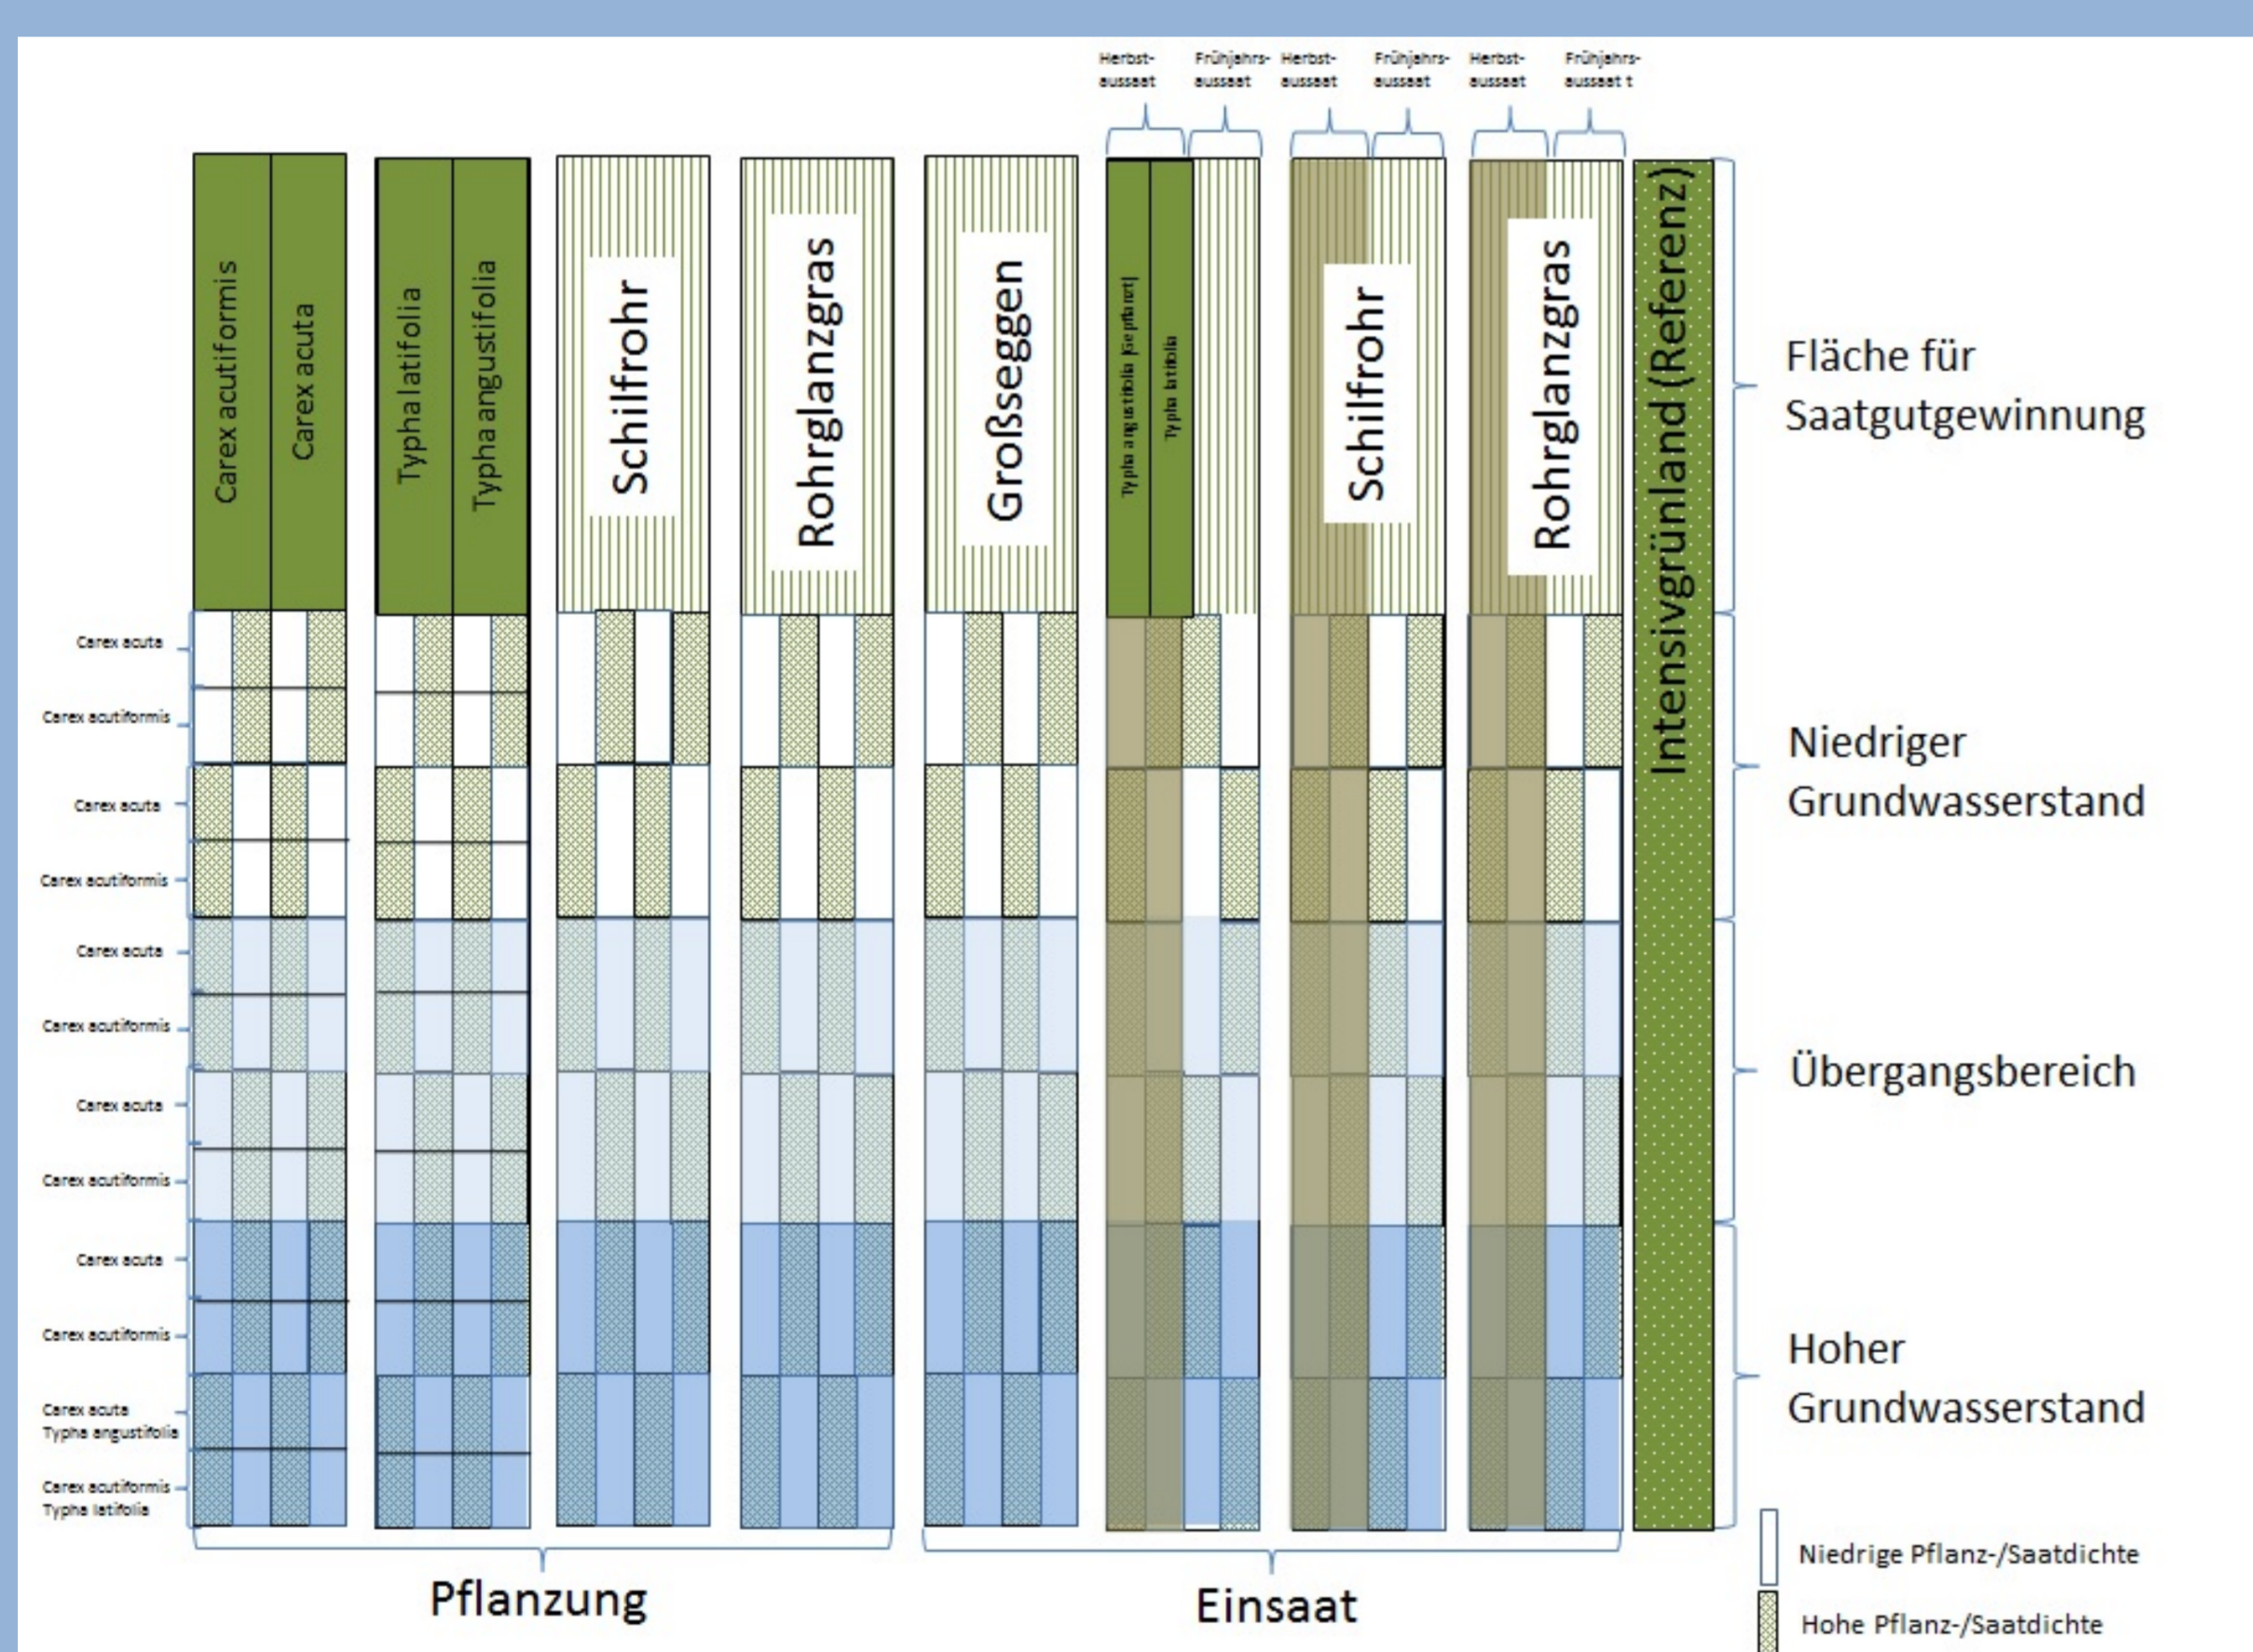 Herbst-
aussaat
Frühjahrs-
aussaat
Herbst-
aussaat
Frühjahrs-
aussaat
Herbst-
aussaat
Frühjahrs-
aussaat t
Carex acutiformis
Carex acuta
Typha latifolia
Typha angustifolia
Schilfrohr
Rohrglanzgras
Großseggen
Typha angustifolia (Gepflanzt)
Typha latifolia
Schilfrohr
Rohrglanzgras
Intensivgrünland (Referenz)
Fläche für
Saatgutgewinnung
Niedriger
Grundwasserstand
Übergangsbereich
Hoher
Grundwasserstand
Carex acuta
Carex acutiformis
Carex acuta
Carex acutiformis
Carex acuta
Carex acutiformis
Carex acuta
Carex acutiformis
Carex acuta
Carex acutiformis
Carex acuta
Typha angustifolia
Carex acutiformis
Typha latifolia
Pflanzung
Einsaat
Niedrige Pflanz-/Saatdichte
Hohe Pflanz-/Saatdichte